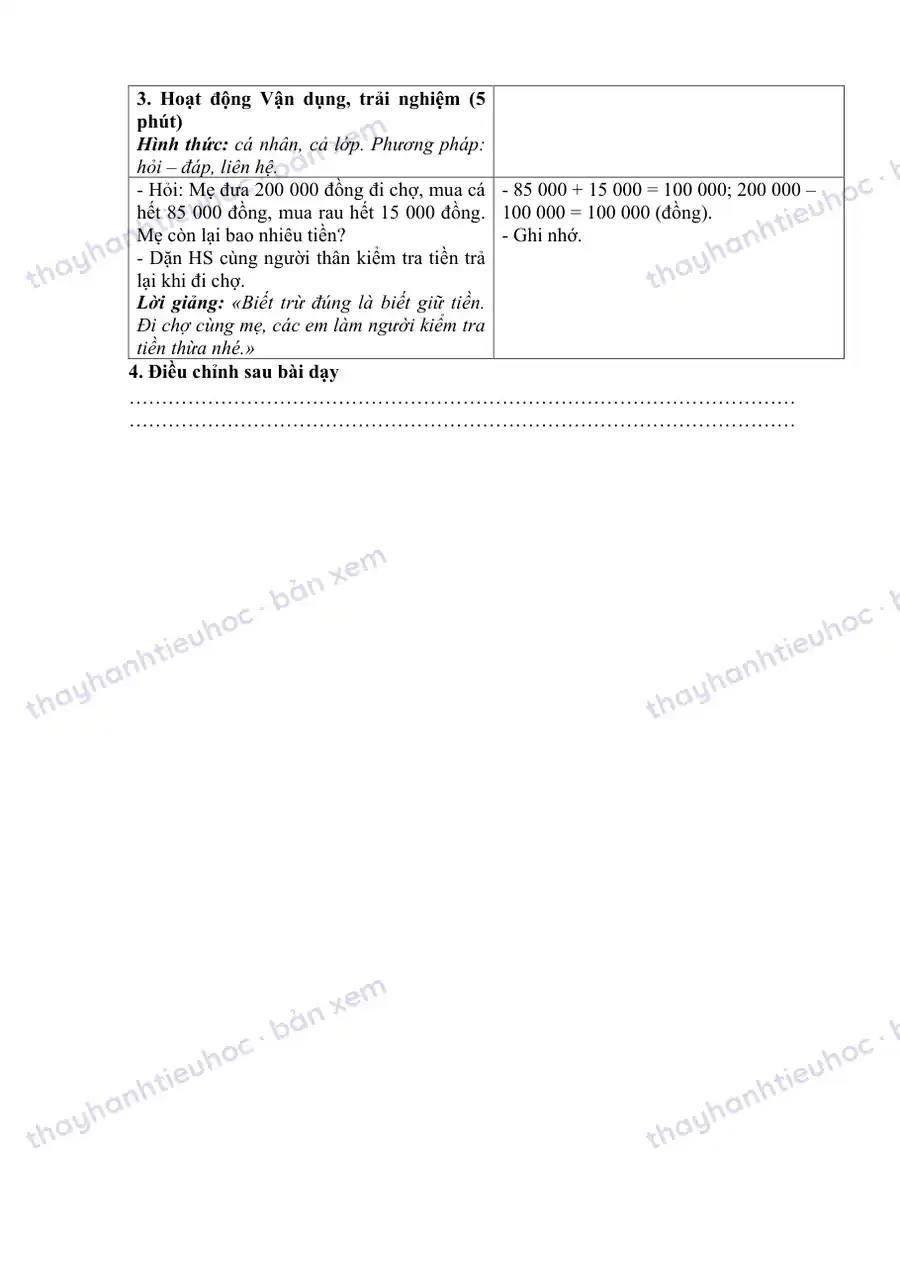 3. Hoạt động Vận dụng, trải nghiệm (5
phút)
Hình thức: cá nhân, cả lớp. Phương pháp:
hỏi – đáp, liên hệ.
- Hỏi: Mẹ đưa 200 000 đồng đi chợ, mua cá
hết 85 000 đồng, mua rau hết 15 000 đồng.
Mẹ còn lại bao nhiêu tiền?
- Dặn HS cùng người thân kiểm tra tiền trả
lại khi đi chợ.
Lời giảng: «Biết trừ đúng là biết giữ tiền.
Đi chợ cùng mẹ, các em làm người kiểm tra
tiền thừa nhé.»
- 85 000 + 15 000 = 100 000; 200 000 –
100 000 = 100 000 (đồng).
- Ghi nhớ.
4. Điều chỉnh sau bài dạy
……………………………………………………………………………………………
……………………………………………………………………………………………
thayhanhtieuhoc · bản xem
thayhanhtieuhoc · b
thayhanhtieuhoc · bản xem
thayhanhtieuhoc · b
thayhanhtieuhoc · bản xem
thayhanhtieuhoc · b